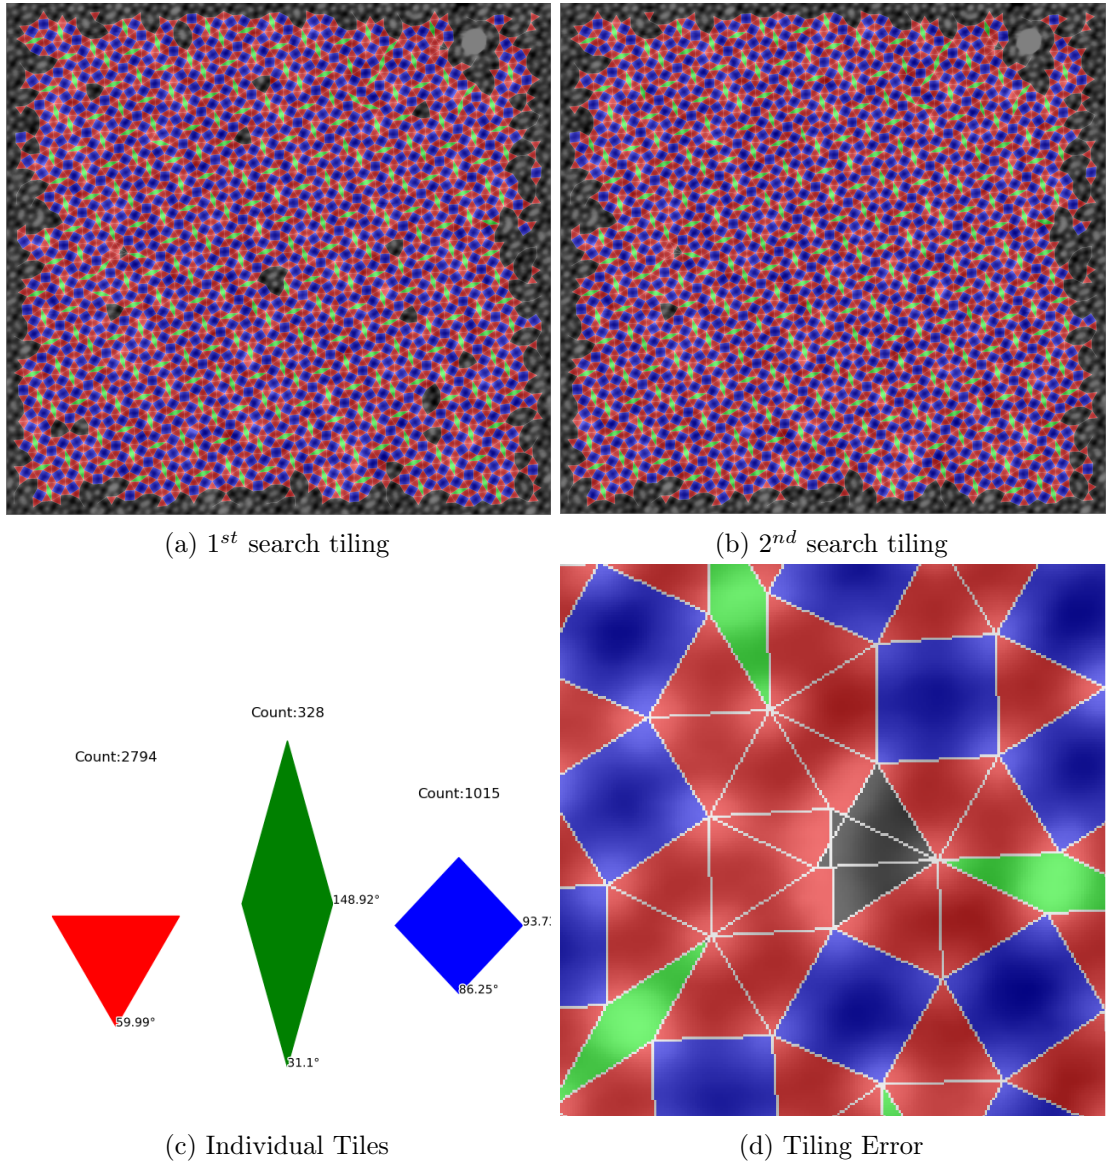 (a) 1st search tiling
(b) 2nd search tiling
Count:328
Count:2794
Count:1015
148.92°
93.7
86.25°
59.99°
31.1°
(c) Individual Tiles
(d) Tiling Error